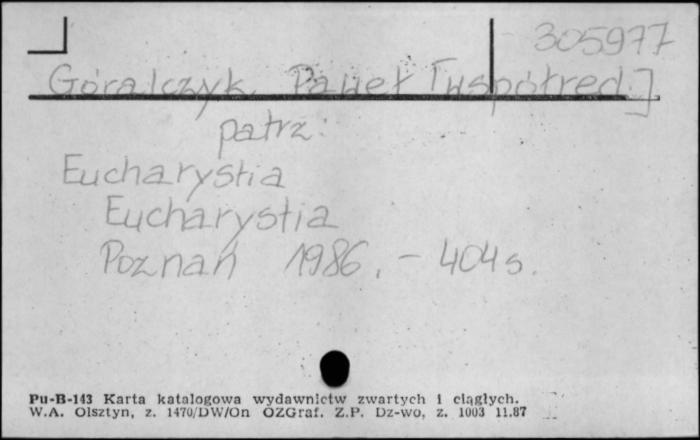 305977
Góralczyk, Paweł [współred.]
patrz:
Eucharystia
Eucharystia
Poznań 1986. - 404 s.
Pu-B-143 Karta katalogowa wydawnictw zwartych i ciągłych.
W.A. Olsztyn, z. 1470/DW/On OZGraf. Z.P. Dz-wo, z. 1003 11.87